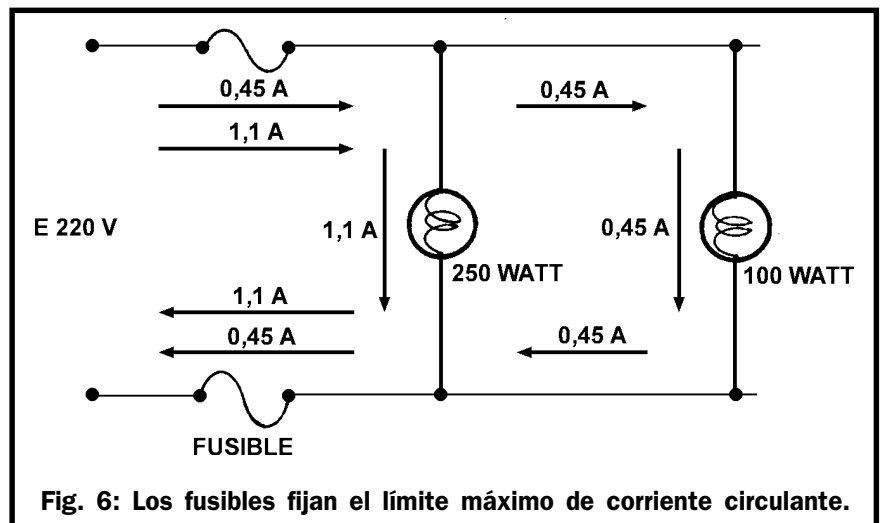 0,45 A
0,45 A
1,1 A
E 220 V
1,1 A
0,45 A
250 WATT
100 WATT
1,1 A
0,45 A
0,45 A
FUSIBLE
Fig. 6: Los fusibles fijan el límite máximo de corriente circulante.